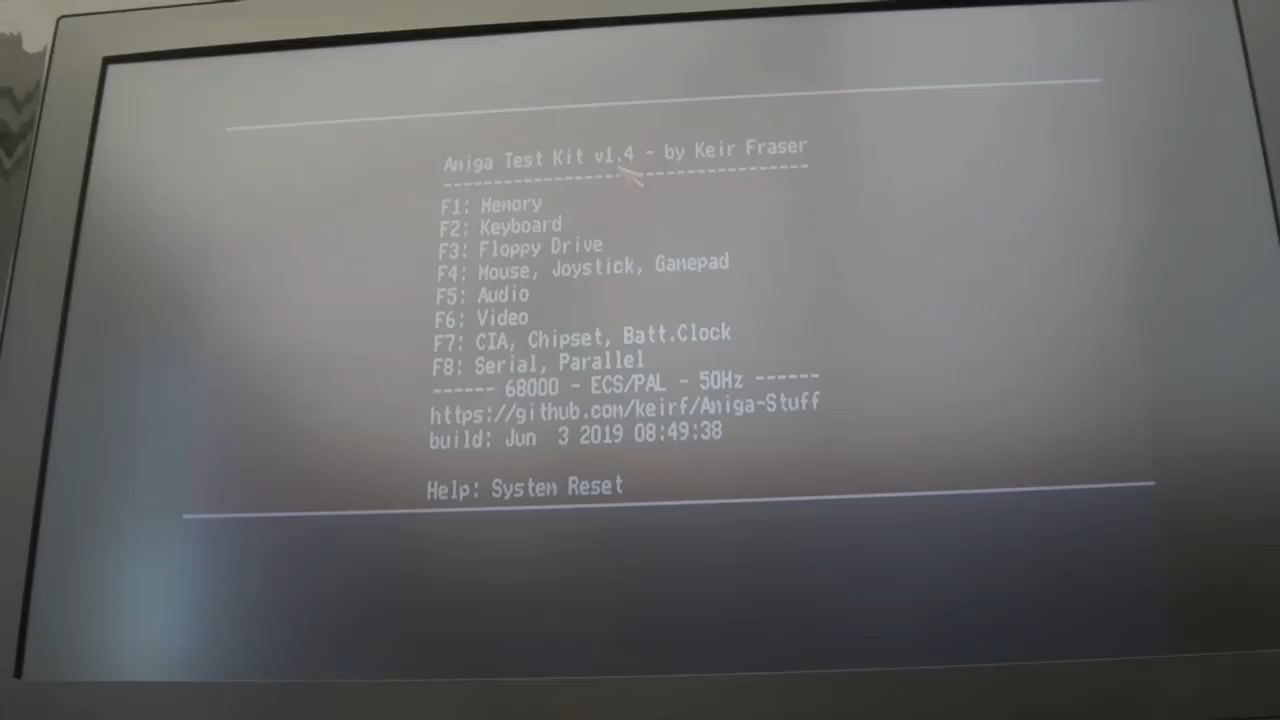 Amiga Test Kit v1.4 - by Keir Fraser
------------------------------------
F1: Memory
F2: Keyboard
F3: Floppy Drive
F4: Mouse, Joystick, Gamepad
F5: Audio
F6: Video
F7: CIA, Chipset, Batt.Clock
F8: Serial, Parallel
------ 68000 - ECS/PAL - 50Hz ------
https://github.com/keirf/Amiga-Stuff
build: Jun  3 2019 08:49:38
Help: System Reset